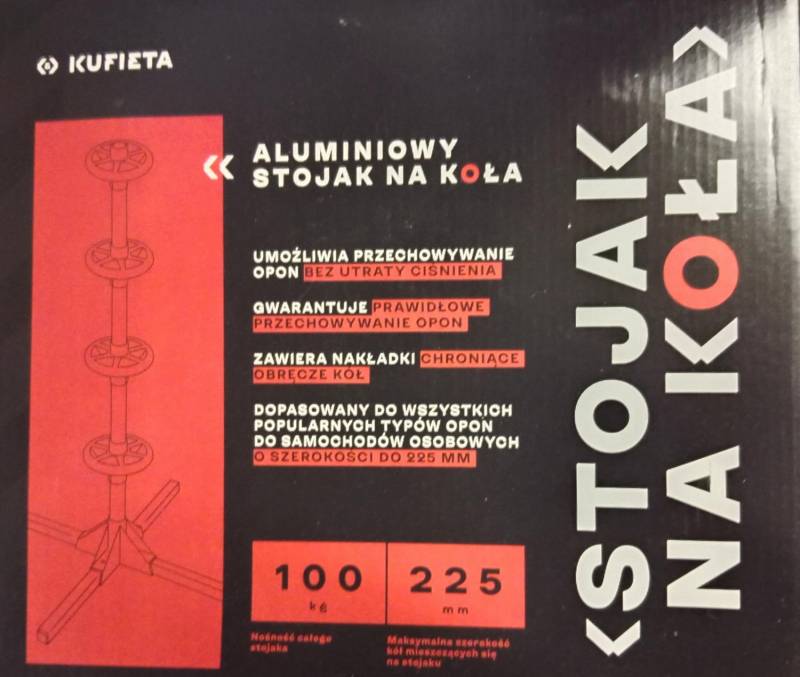 KUFIETA
ALUMINIOWY
STOJAK NA KOŁA
UMOŻLIWIA PRZECHOWYWANIE
OPON BEZ UTRATY CIŚNIENIA
GWARANTUJE PRAWIDŁOWE
PRZECHOWYWANIE OPON
ZAWIERA NAKŁADKI CHRONIĄCE
OBRĘCZE KÓŁ
DOPASOWANY DO WSZYSTKICH
POPULARNYCH TYPÓW OPON
DO SAMOCHODÓW OSOBOWYCH
O SZEROKOŚCI DO 225 MM
100
kg
Nośność całego
stojaka
225
mm
Maksymalna szerokość
kół mieszczących się
na stojaku
STOJAK
NA KOŁA